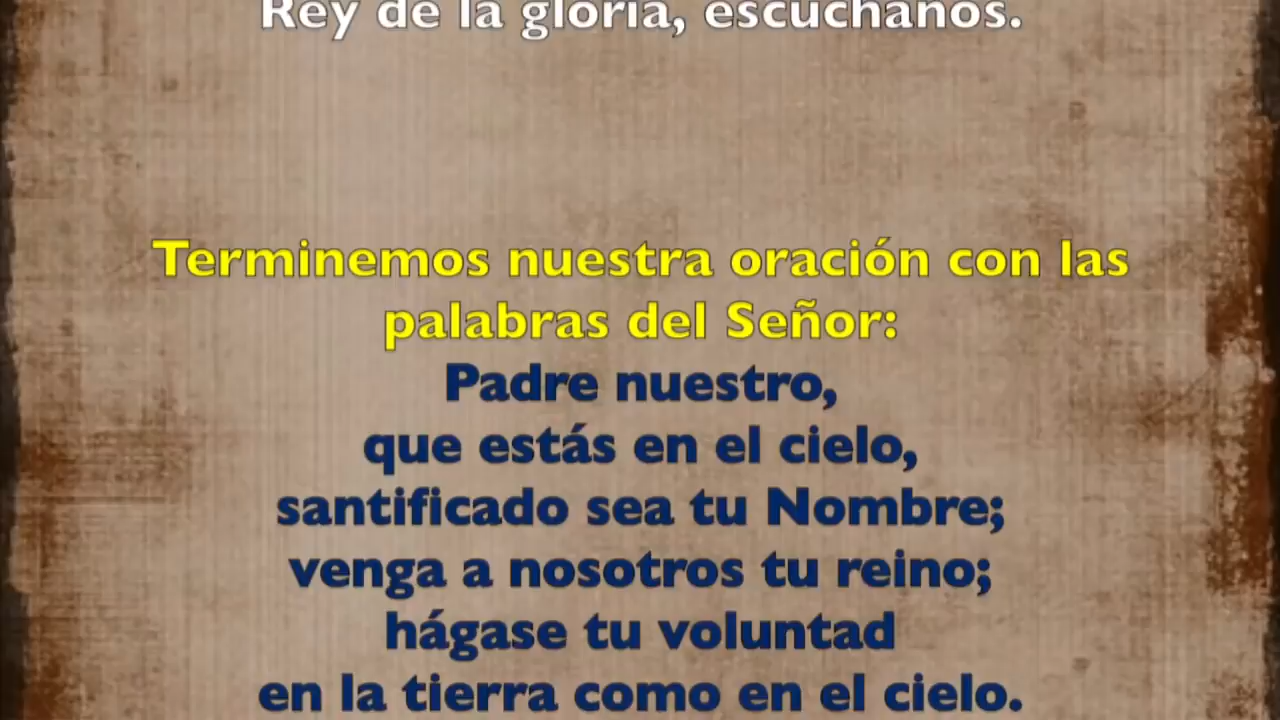 Rey de la gloria, escúchanos.
Terminemos nuestra oración con las
palabras del Señor:
Padre nuestro,
que estás en el cielo,
santificado sea tu Nombre;
venga a nosotros tu reino;
hágase tu voluntad
en la tierra como en el cielo.